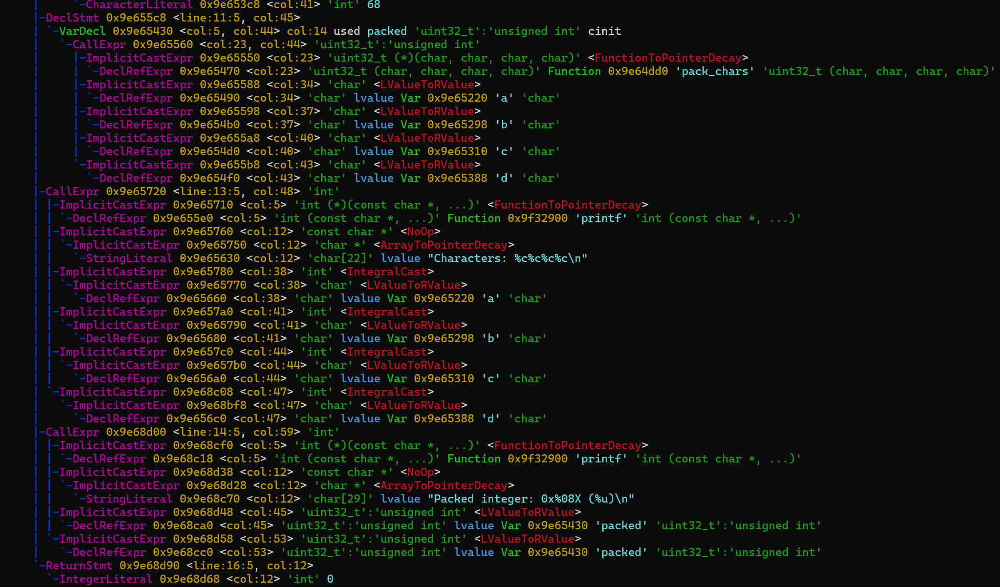 |   `-CharacterLiteral 0x9e653c8 <col:41> 'int' 68
|-DeclStmt 0x9e655c8 <line:11:5, col:45>
| `-VarDecl 0x9e65430 <col:5, col:44> col:14 used packed 'uint32_t':'unsigned int' cinit
|   `-CallExpr 0x9e65560 <col:23, col:44> 'uint32_t':'unsigned int'
|     |-ImplicitCastExpr 0x9e65550 <col:23> 'uint32_t (*)(char, char, char, char)' <FunctionToPointerDecay>
|     | `-DeclRefExpr 0x9e65470 <col:23> 'uint32_t (char, char, char, char)' Function 0x9e64dd0 'pack_chars' 'uint32_t (char, char, char, char)'
|     |-ImplicitCastExpr 0x9e65588 <col:34> 'char' <LValueToRValue>
|     | `-DeclRefExpr 0x9e65490 <col:34> 'char' lvalue Var 0x9e65220 'a' 'char'
|     |-ImplicitCastExpr 0x9e65598 <col:37> 'char' <LValueToRValue>
|     | `-DeclRefExpr 0x9e654b0 <col:37> 'char' lvalue Var 0x9e65298 'b' 'char'
|     |-ImplicitCastExpr 0x9e655a8 <col:40> 'char' <LValueToRValue>
|     | `-DeclRefExpr 0x9e654d0 <col:40> 'char' lvalue Var 0x9e65310 'c' 'char'
|     `-ImplicitCastExpr 0x9e655b8 <col:43> 'char' <LValueToRValue>
|       `-DeclRefExpr 0x9e654f0 <col:43> 'char' lvalue Var 0x9e65388 'd' 'char'
|-CallExpr 0x9e65720 <line:13:5, col:48> 'int'
| |-ImplicitCastExpr 0x9e65710 <col:5> 'int (*)(const char *, ...)' <FunctionToPointerDecay>
| | `-DeclRefExpr 0x9e655e0 <col:5> 'int (const char *, ...)' Function 0x9f32900 'printf' 'int (const char *, ...)'
| |-ImplicitCastExpr 0x9e65760 <col:12> 'const char *' <NoOp>
| | `-ImplicitCastExpr 0x9e65750 <col:12> 'char *' <ArrayToPointerDecay>
| |   `-StringLiteral 0x9e65630 <col:12> 'char[22]' lvalue "Characters: %c%c%c%c\n"
| |-ImplicitCastExpr 0x9e65780 <col:38> 'int' <IntegralCast>
| | `-ImplicitCastExpr 0x9e65770 <col:38> 'char' <LValueToRValue>
| |   `-DeclRefExpr 0x9e65660 <col:38> 'char' lvalue Var 0x9e65220 'a' 'char'
| |-ImplicitCastExpr 0x9e657a0 <col:41> 'int' <IntegralCast>
| | `-ImplicitCastExpr 0x9e65790 <col:41> 'char' <LValueToRValue>
| |   `-DeclRefExpr 0x9e65680 <col:41> 'char' lvalue Var 0x9e65298 'b' 'char'
| |-ImplicitCastExpr 0x9e657c0 <col:44> 'int' <IntegralCast>
| | `-ImplicitCastExpr 0x9e657b0 <col:44> 'char' <LValueToRValue>
| |   `-DeclRefExpr 0x9e656a0 <col:44> 'char' lvalue Var 0x9e65310 'c' 'char'
| `-ImplicitCastExpr 0x9e68c08 <col:47> 'int' <IntegralCast>
|   `-ImplicitCastExpr 0x9e68bf8 <col:47> 'char' <LValueToRValue>
|     `-DeclRefExpr 0x9e656c0 <col:47> 'char' lvalue Var 0x9e65388 'd' 'char'
|-CallExpr 0x9e68d00 <line:14:5, col:59> 'int'
| |-ImplicitCastExpr 0x9e68cf0 <col:5> 'int (*)(const char *, ...)' <FunctionToPointerDecay>
| | `-DeclRefExpr 0x9e68c18 <col:5> 'int (const char *, ...)' Function 0x9f32900 'printf' 'int (const char *, ...)'
| |-ImplicitCastExpr 0x9e68d38 <col:12> 'const char *' <NoOp>
| | `-ImplicitCastExpr 0x9e68d28 <col:12> 'char *' <ArrayToPointerDecay>
| |   `-StringLiteral 0x9e68c70 <col:12> 'char[29]' lvalue "Packed integer: 0x%08X (%u)\n"
| |-ImplicitCastExpr 0x9e68d48 <col:45> 'uint32_t':'unsigned int' <LValueToRValue>
| | `-DeclRefExpr 0x9e68ca0 <col:45> 'uint32_t':'unsigned int' lvalue Var 0x9e65430 'packed' 'uint32_t':'unsigned int'
| `-ImplicitCastExpr 0x9e68d58 <col:53> 'uint32_t':'unsigned int' <LValueToRValue>
|   `-DeclRefExpr 0x9e68cc0 <col:53> 'uint32_t':'unsigned int' lvalue Var 0x9e65430 'packed' 'uint32_t':'unsigned int'
`-ReturnStmt 0x9e68d90 <line:16:5, col:12>
  `-IntegerLiteral 0x9e68d68 <col:12> 'int' 0